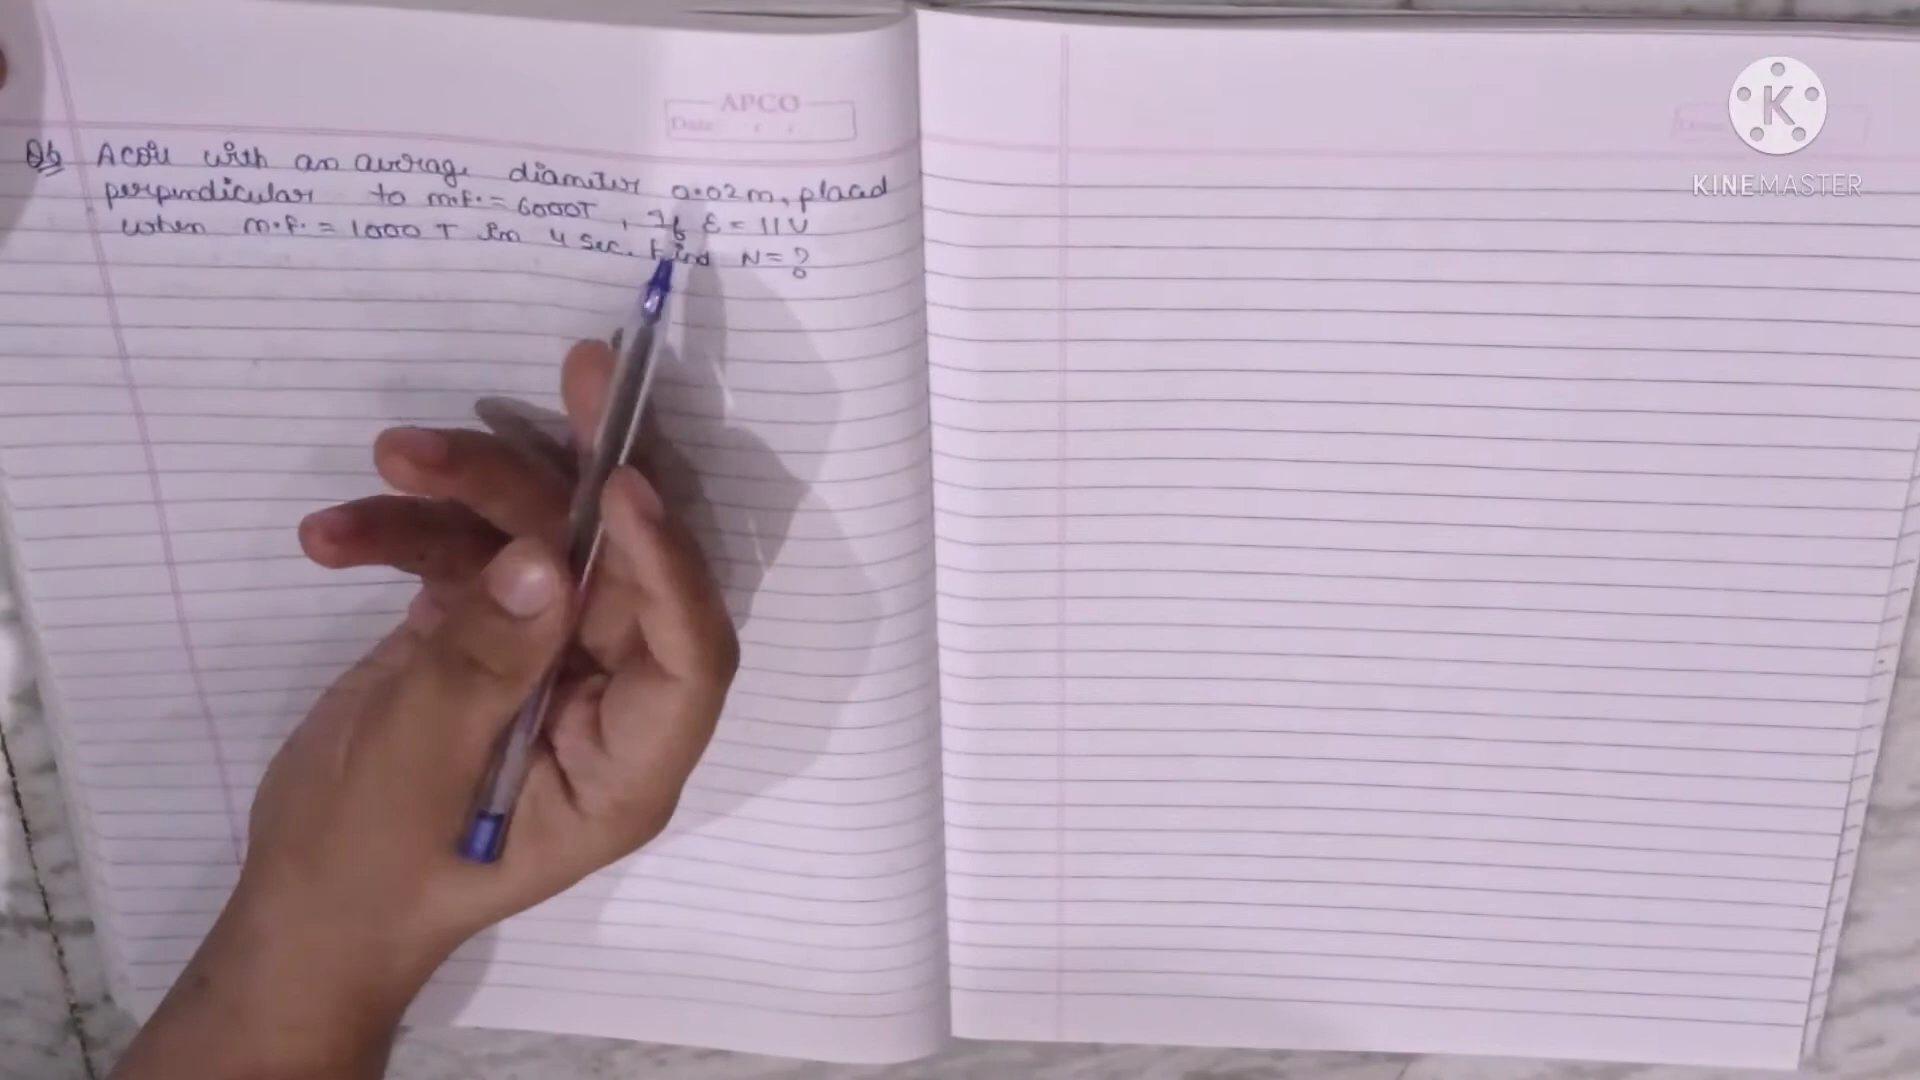 APCO
Date
Q6 A coil with an average diameter 0.02m, placed
perpendicular to m.f. = 6000T, If ε = 11V
when m.f. = 1000 T in 4 sec. Find N = ?
K
KINEMASTER